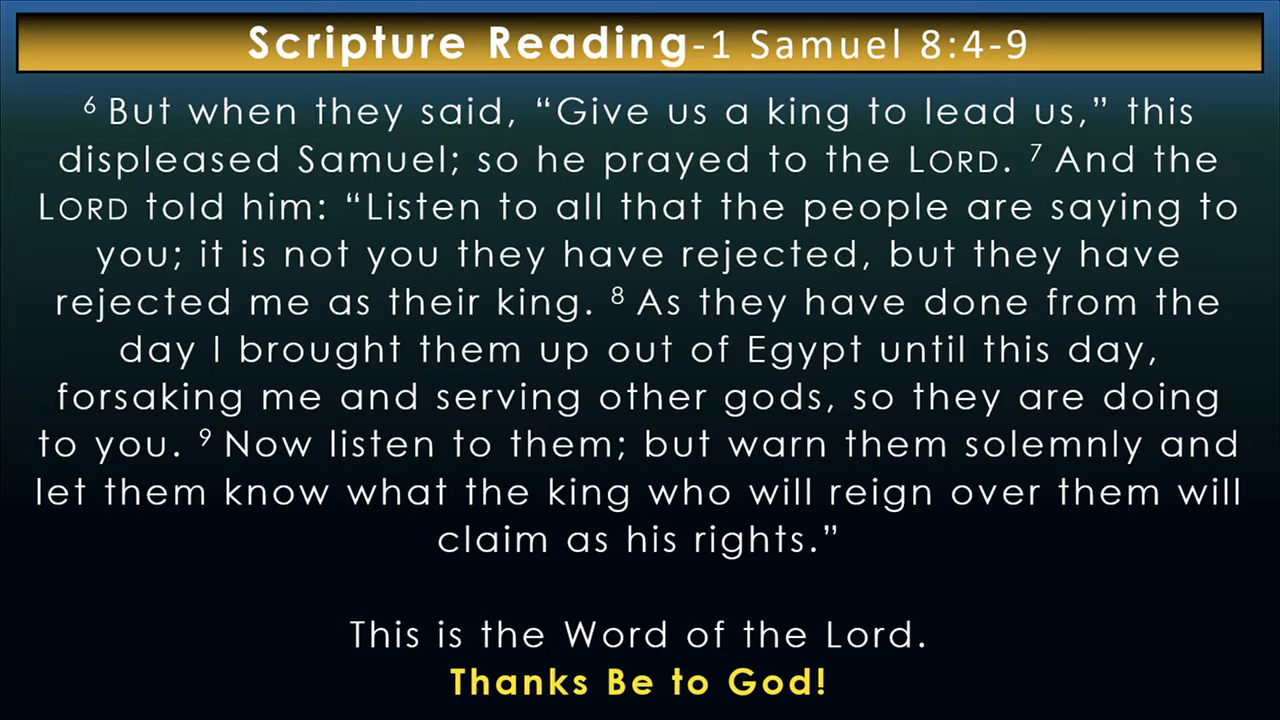 Scripture Reading-1 Samuel 8:4-9
⁶ But when they said, “Give us a king to lead us,” this
displeased Samuel; so he prayed to the LORD. ⁷ And the
LORD told him: “Listen to all that the people are saying to
you; it is not you they have rejected, but they have
rejected me as their king. ⁸ As they have done from the
day I brought them up out of Egypt until this day,
forsaking me and serving other gods, so they are doing
to you. ⁹ Now listen to them; but warn them solemnly and
let them know what the king who will reign over them will
claim as his rights.”
This is the Word of the Lord.
Thanks Be to God!